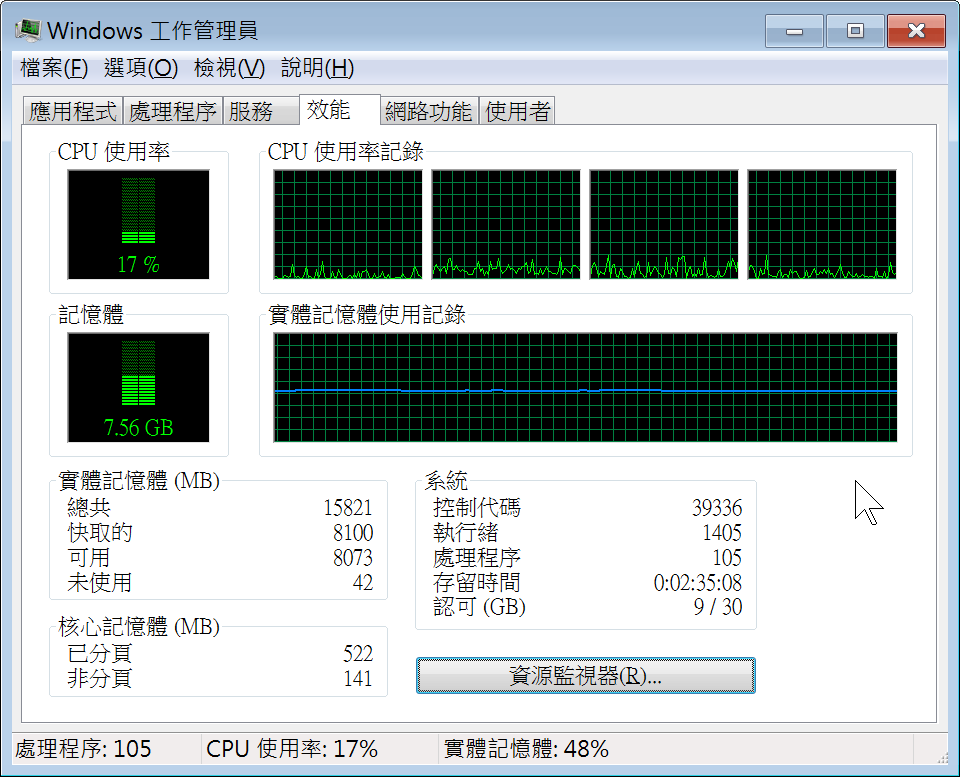 Windows 工作管理員
檔案(F) 選項(O) 檢視(V) 說明(H)
應用程式 處理程序 服務 效能 網路功能 使用者
CPU 使用率 CPU 使用率記錄
17 %
記憶體 實體記憶體使用記錄
7.56 GB
實體記憶體 (MB)
總共 15821
快取的 8100
可用 8073
未使用 42
核心記憶體 (MB)
已分頁 522
非分頁 141
系統
控制代碼 39336
執行緒 1405
處理程序 105
存留時間 0:02:35:08
認可 (GB) 9 / 30
資源監視器(R)...
處理程序: 105 CPU 使用率: 17% 實體記憶體: 48%